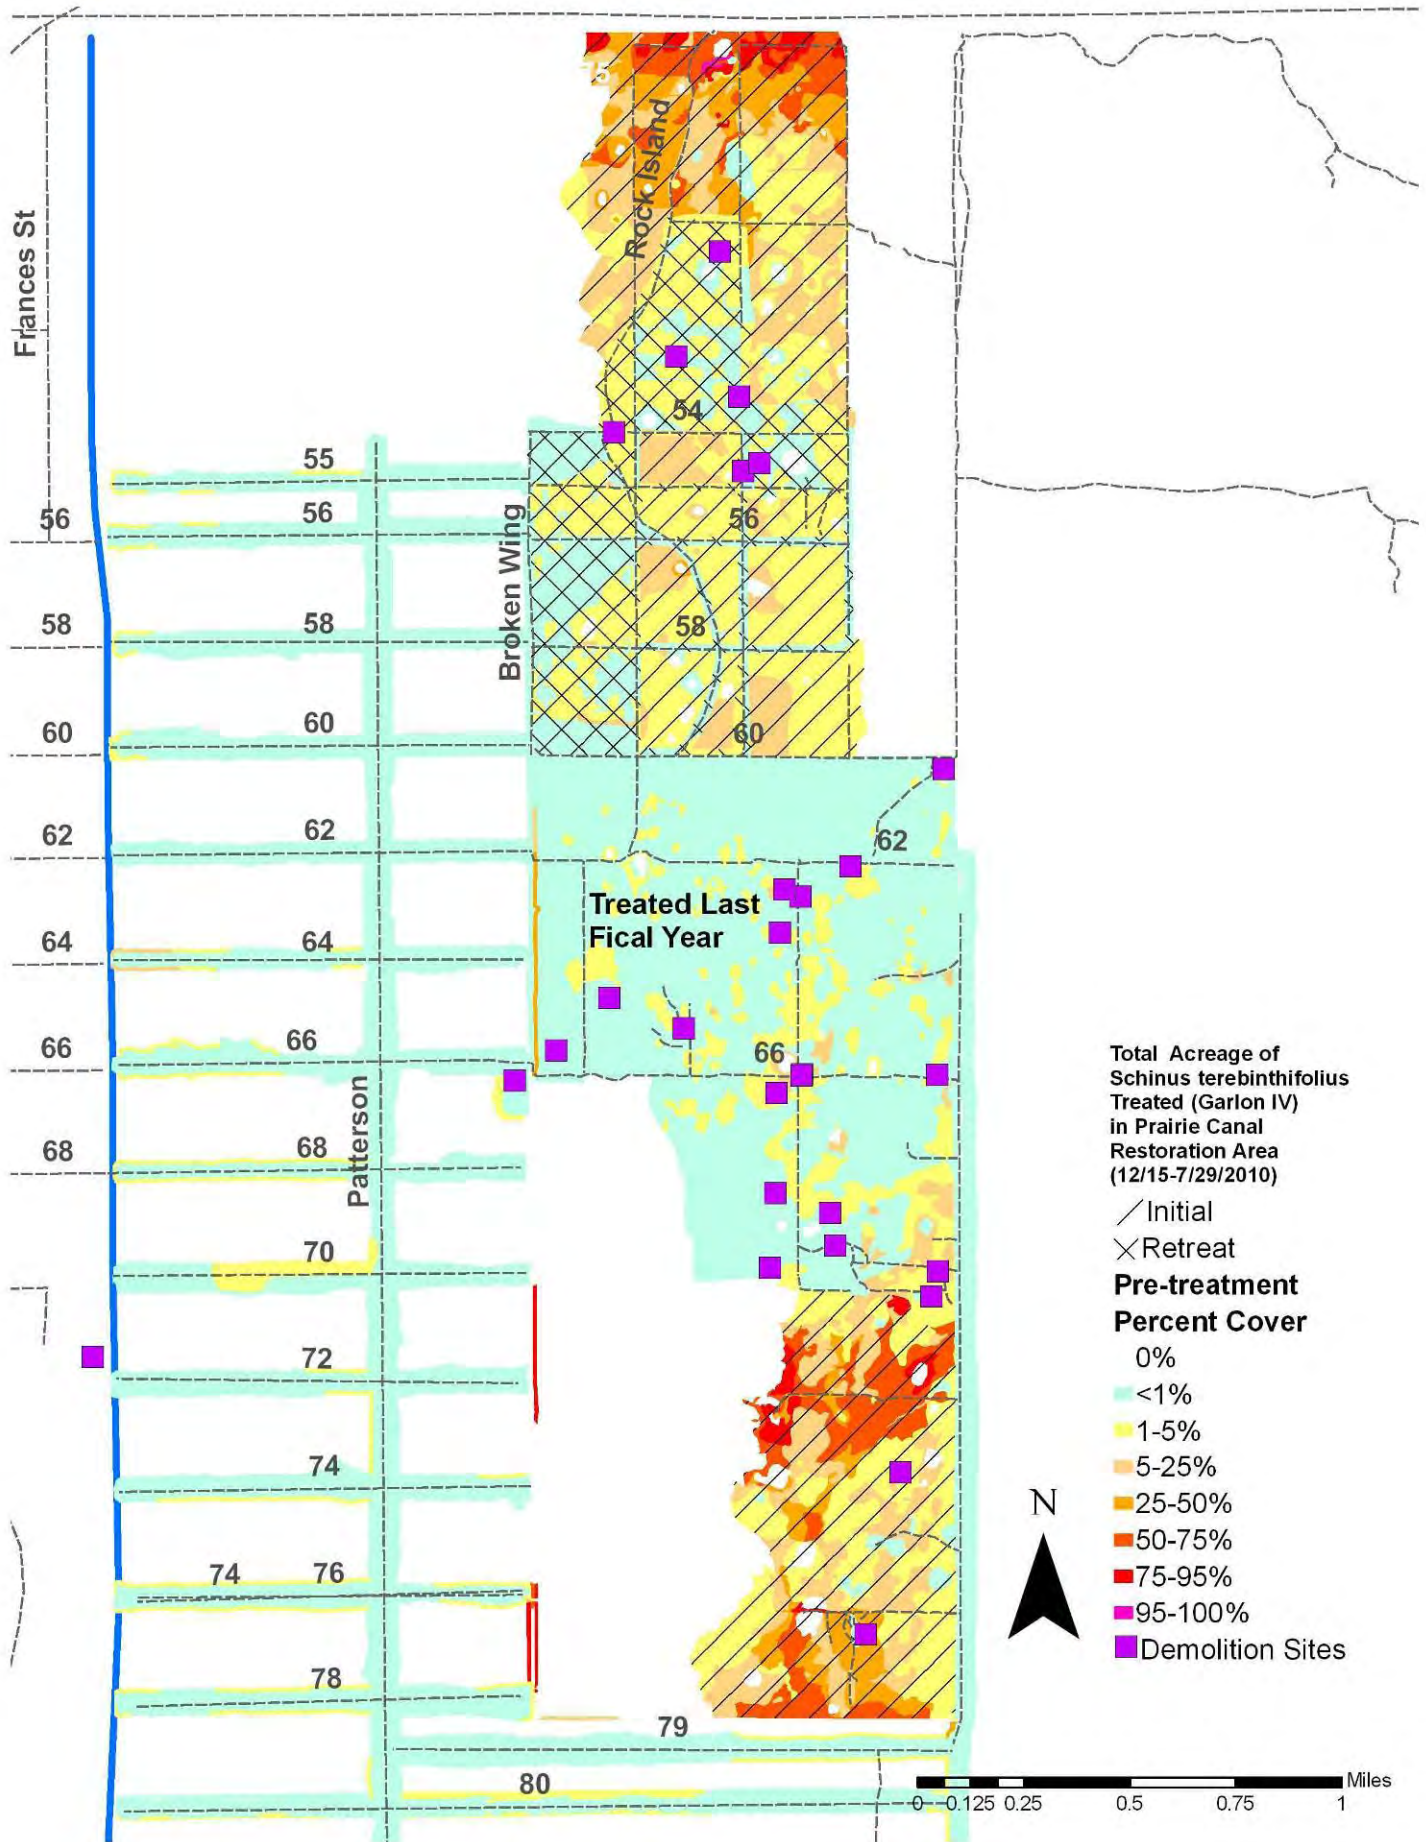 75
Rock Island
Frances St
54
55
56
56
56
Broken Wing
58
58
58
60
60
60
62
62
62
Treated Last
Fical Year
64
64
66
66
66
68
68
Patterson
70
72
74
74
76
78
79
80
Total Acreage of
Schinus terebinthifolius
Treated (Garlon IV)
in Prairie Canal
Restoration Area
(12/15-7/29/2010)
Initial
Retreat
Pre-treatment
Percent Cover
0%
<1%
1-5%
5-25%
25-50%
50-75%
75-95%
95-100%
Demolition Sites
N
Miles
0 0.125 0.25 0.5 0.75 1